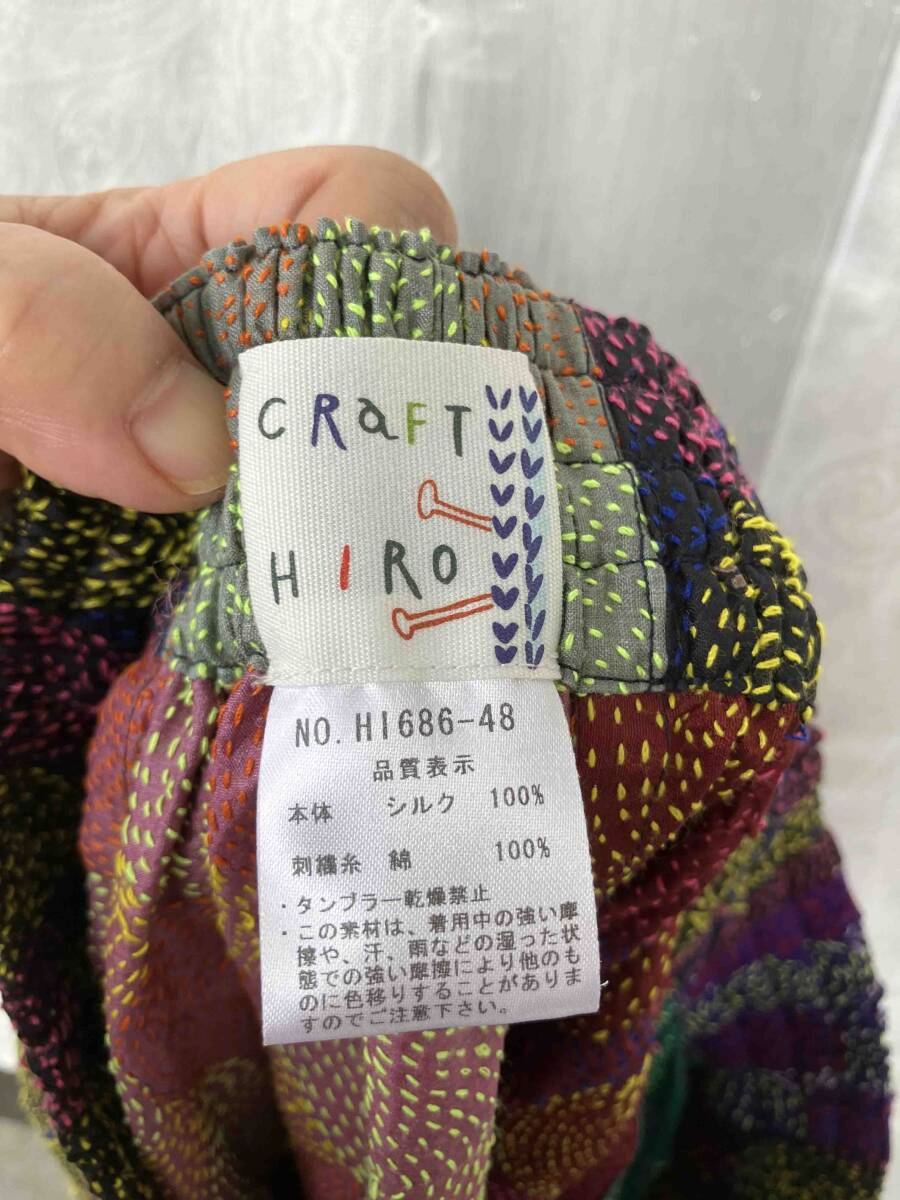 CRaFT
HIRO
NO. HI686-48
品質表示
本体 シルク 100%
刺繍糸 綿 100%
・タンブラー乾燥禁止
・この素材は、着用中の強い摩
擦や、汗、雨などの湿った状
態での強い摩擦により他のも
のに色移りすることがありま
すのでご注意下さい。